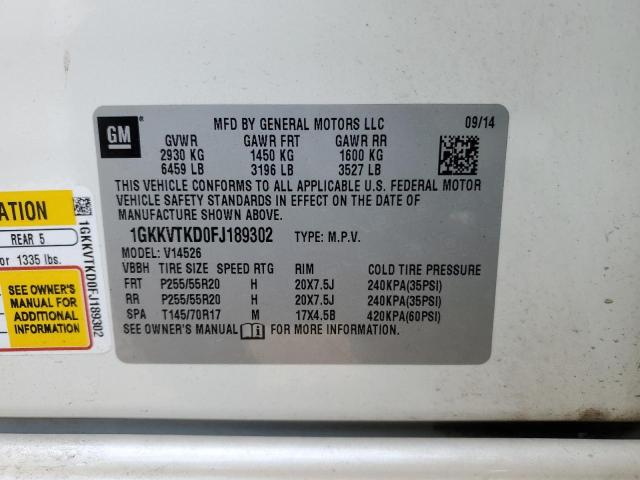 GM
MFD BY GENERAL MOTORS LLC 09/14
GVWR GAWR FRT GAWR RR
2930 KG 1450 KG 1600 KG
6459 LB 3196 LB 3527 LB
THIS VEHICLE CONFORMS TO ALL APPLICABLE U.S. FEDERAL MOTOR
VEHICLE SAFETY STANDARDS IN EFFECT ON THE DATE OF
MANUFACTURE SHOWN ABOVE.
1GKKVTKD0FJ189302 TYPE: M.P.V.
MODEL: V14526
VBBH TIRE SIZE SPEED RTG RIM COLD TIRE PRESSURE
FRT P255/55R20 H 20X7.5J 240KPA(35PSI)
RR P255/55R20 H 20X7.5J 240KPA(35PSI)
SPA T145/70R17 M 17X4.5B 420KPA(60PSI)
SEE OWNER'S MANUAL FOR MORE INFORMATION.
REAR 5
or 1335 lbs.
SEE OWNER'S
MANUAL FOR
ADDITIONAL
INFORMATION
1GKKVTKD0FJ189302